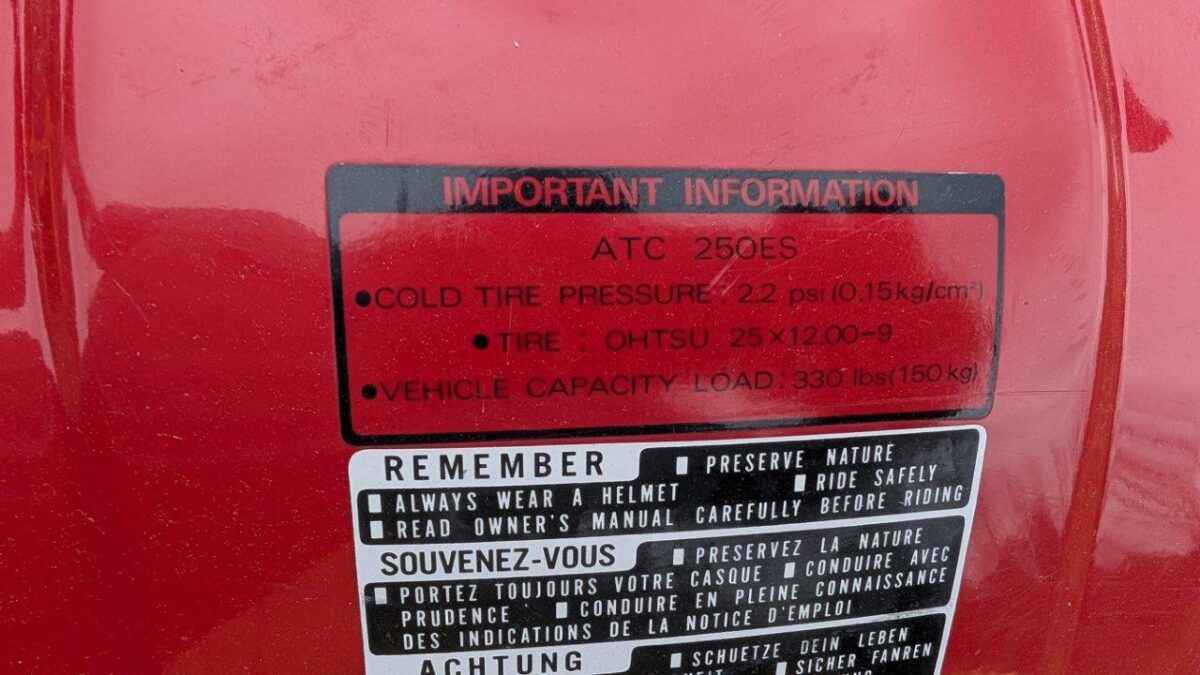 IMPORTANT INFORMATION
ATC 250ES
●COLD TIRE PRESSURE: 2.2 psi (0.15kg/cm²)
●TIRE : OHTSU 25×12.00-9
●VEHICLE CAPACITY LOAD: 330 lbs(150kg)
REMEMBER ■ PRESERVE NATURE
■ ALWAYS WEAR A HELMET ■ RIDE SAFELY
■ READ OWNER'S MANUAL CAREFULLY BEFORE RIDING
SOUVENEZ-VOUS ■ PRESERVEZ LA NATURE
■ PORTEZ TOUJOURS VOTRE CASQUE ■ CONDUIRE AVEC
PRUDENCE ■ CONDUIRE EN PLEINE CONNAISSANCE
DES INDICATIONS DE LA NOTICE D'EMPLOI
ACHTUNG ■ SCHUETZE DEIN LEBEN
■ SICHER FAHREN